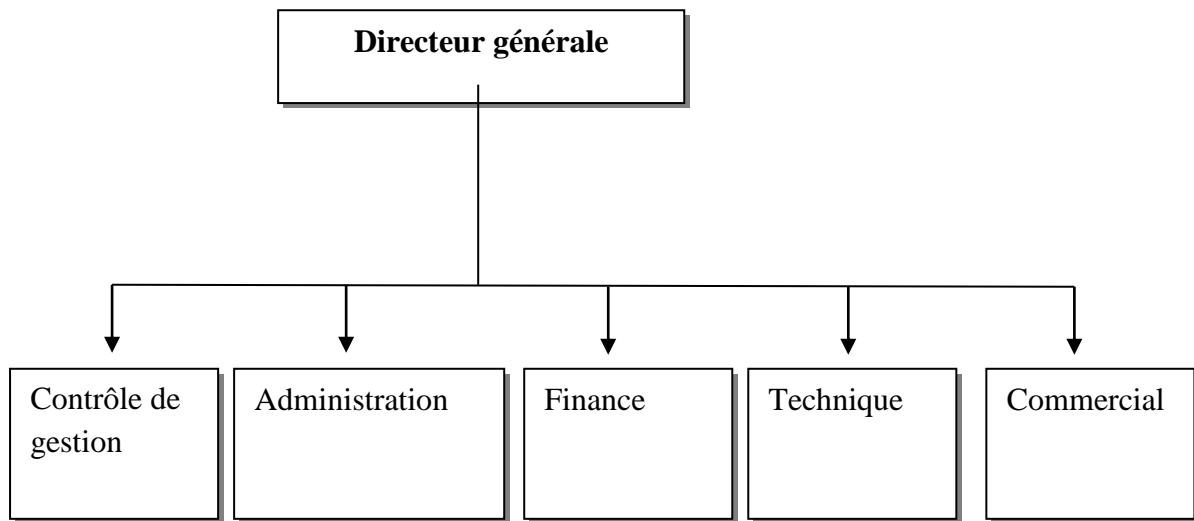 Directeur générale
Contrôle de
gestion
Administration
Finance
Technique
Commercial